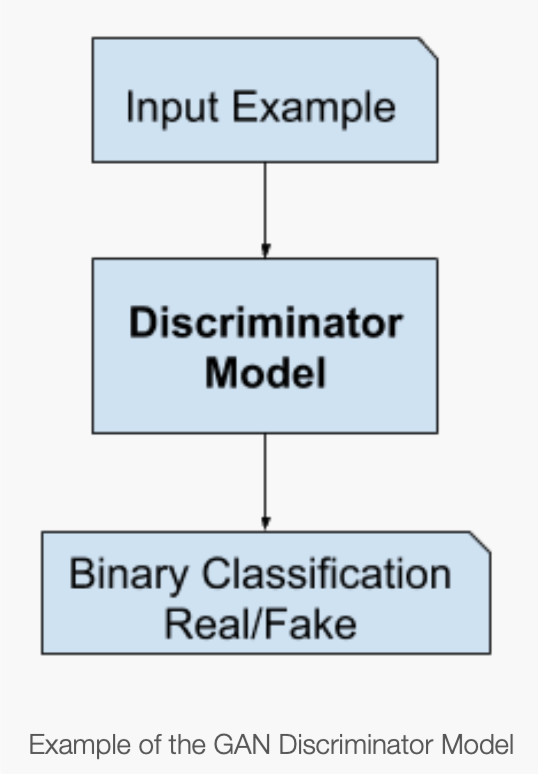 Input Example
Discriminator
Model
Binary Classification
Real/Fake
Example of the GAN Discriminator Model